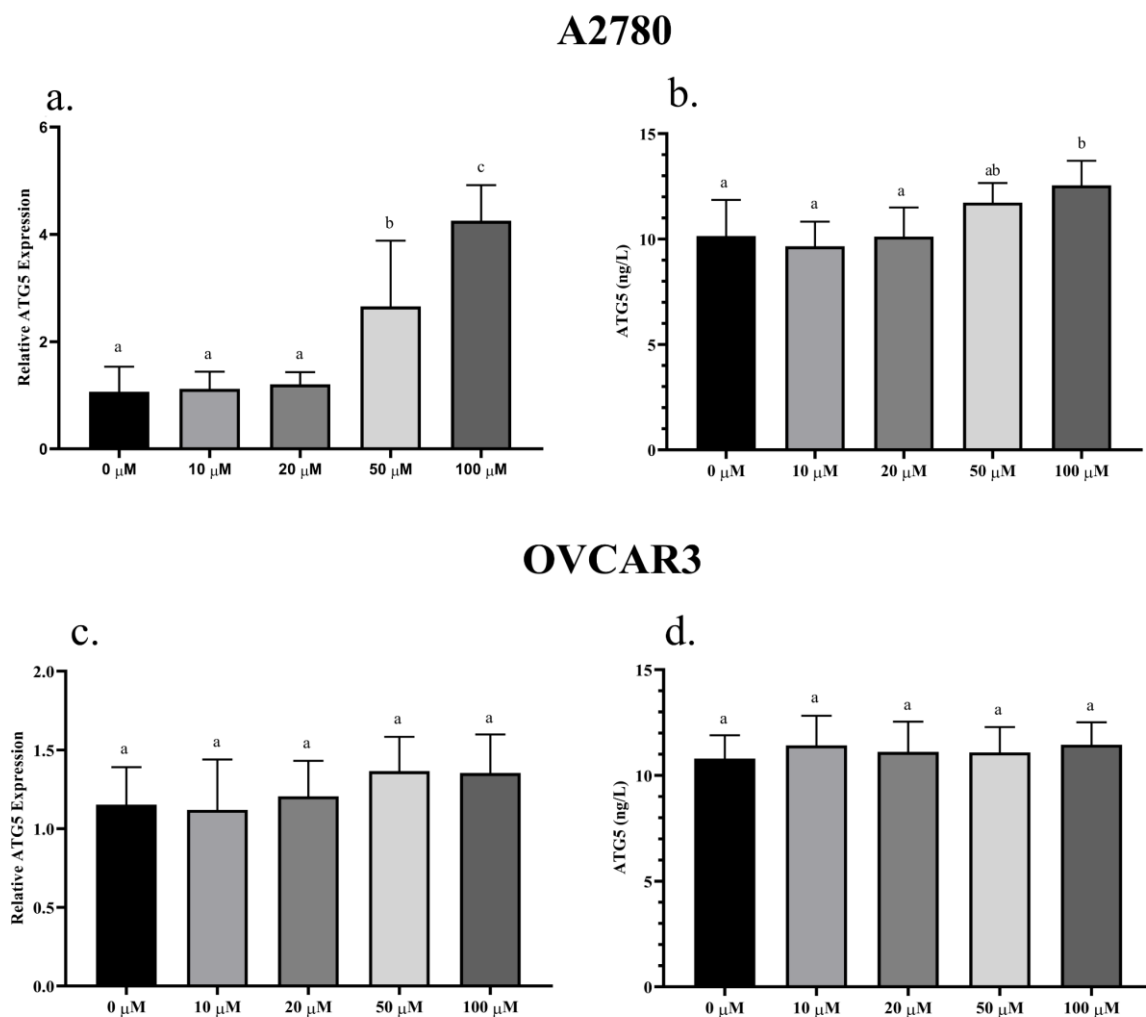 A2780
a.
Relative ATG5 Expression
6
4
2
0
a
a
a
b
c
0 μM
10 μM
20 μM
50 μM
100 μM
b.
ATG5 (ng/L)
15
10
5
0
a
a
a
ab
b
0 μM
10 μM
20 μM
50 μM
100 μM
OVCAR3
c.
Relative ATG5 Expression
2.0
1.5
1.0
0.5
0.0
a
a
a
a
a
0 μM
10 μM
20 μM
50 μM
100 μM
d.
ATG5 (ng/L)
15
10
5
0
a
a
a
a
a
0 μM
10 μM
20 μM
50 μM
100 μM